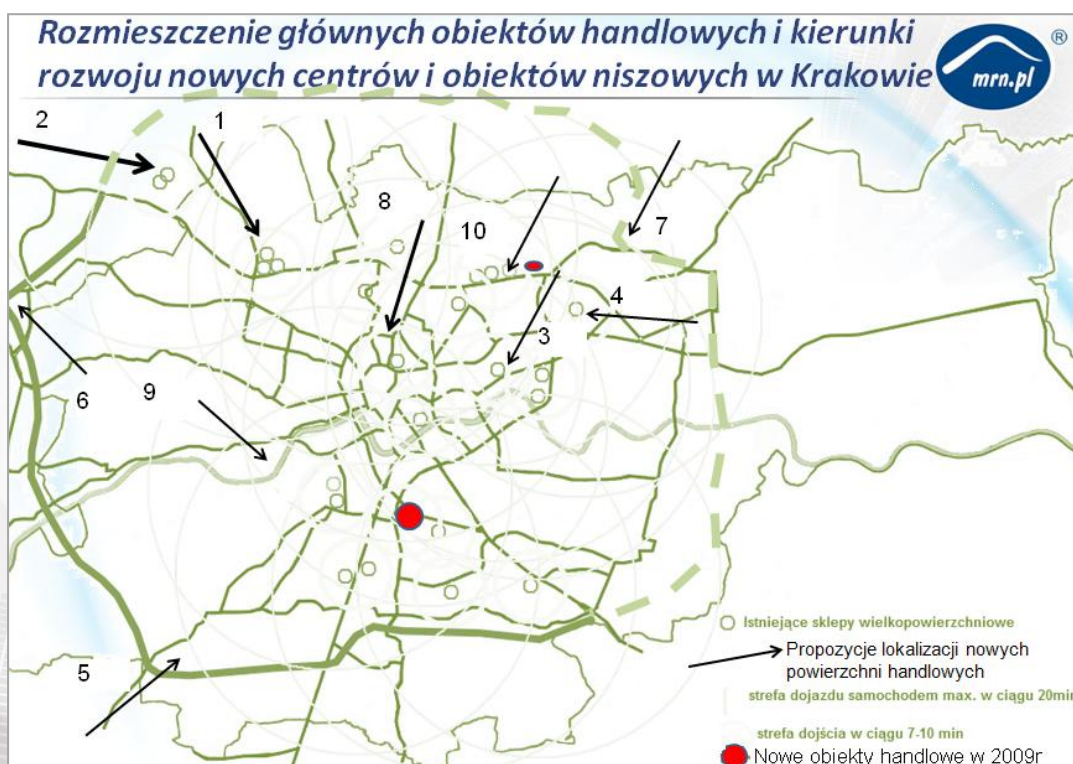 Rozmieszczenie głównych obiektów handlowych i kierunki
rozwoju nowych centrów i obiektów niszowych w Krakowie
mrn.pl ®
2
1
8
10
7
4
3
6
9
5
Istniejące sklepy wielkopowierzchniowe
Propozycje lokalizacji nowych
powierzchni handlowych
strefa dojazdu samochodem max. w ciągu 20min
strefa dojścia w ciągu 7-10 min
Nowe obiekty handlowe w 2009r